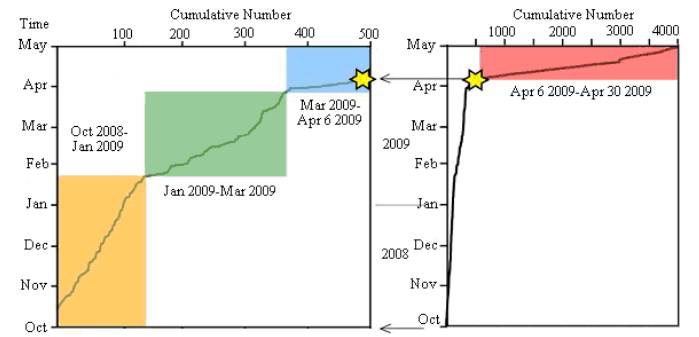 Time
Cumulative Number
100
200
300
400
500
May
Apr
Mar
Feb
Jan
Dec
Nov
Oct
Oct 2008-
Jan 2009
Jan 2009-Mar 2009
Mar 2009-
Apr 6 2009
2009
2008
Cumulative Number
1000
2000
3000
4000
May
Apr
Mar
Feb
Jan
Dec
Nov
Oct
Apr 6 2009-Apr 30 2009